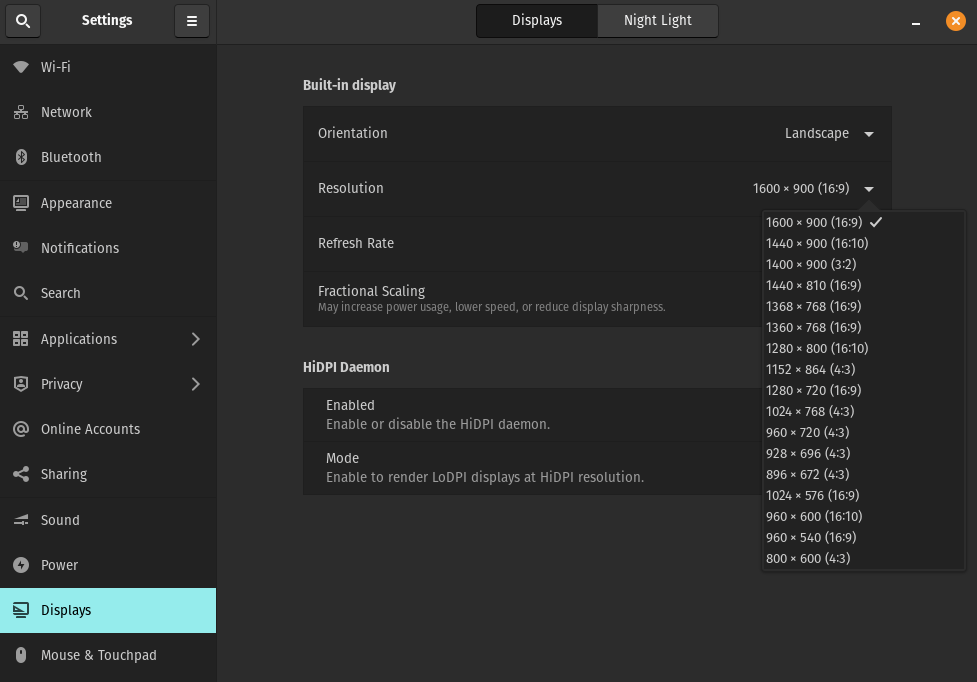 Settings
Displays
Night Light
Wi-Fi
Network
Bluetooth
Appearance
Notifications
Search
Applications
Privacy
Online Accounts
Sharing
Sound
Power
Displays
Mouse & Touchpad
Built-in display
Orientation
Landscape
Resolution
1600 × 900 (16:9)
Refresh Rate
Fractional Scaling
May increase power usage, lower speed, or reduce display sharpness.
HiDPI Daemon
Enabled
Enable or disable the HiDPI daemon.
Mode
Enable to render LoDPI displays at HiDPI resolution.
1600 × 900 (16:9)
1440 × 900 (16:10)
1400 × 900 (3:2)
1440 × 810 (16:9)
1368 × 768 (16:9)
1360 × 768 (16:9)
1280 × 800 (16:10)
1152 × 864 (4:3)
1280 × 720 (16:9)
1024 × 768 (4:3)
960 × 720 (4:3)
928 × 696 (4:3)
896 × 672 (4:3)
1024 × 576 (16:9)
960 × 600 (16:10)
960 × 540 (16:9)
800 × 600 (4:3)